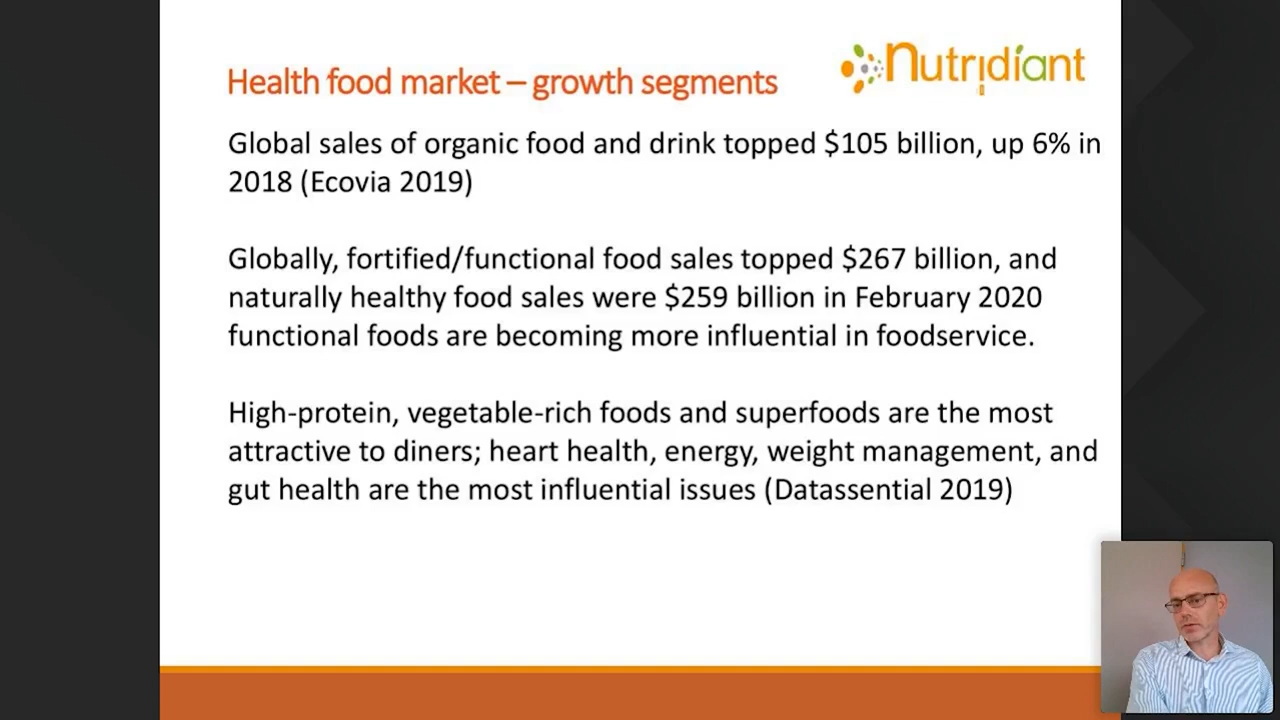 Health food market – growth segments
nutridiant
Global sales of organic food and drink topped $105 billion, up 6% in
2018 (Ecovia 2019)
Globally, fortified/functional food sales topped $267 billion, and
naturally healthy food sales were $259 billion in February 2020
functional foods are becoming more influential in foodservice.
High-protein, vegetable-rich foods and superfoods are the most
attractive to diners; heart health, energy, weight management, and
gut health are the most influential issues (Datassential 2019)